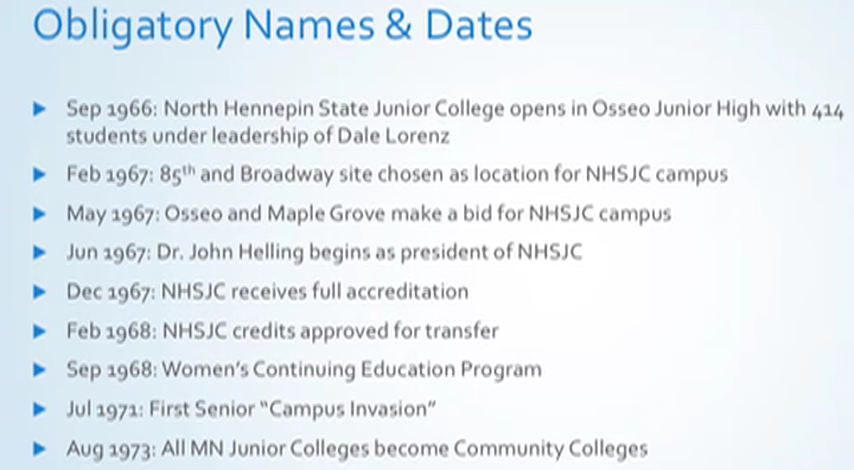 Obligatory Names & Dates
Sep 1966: North Hennepin State Junior College opens in Osseo Junior High with 414
students under leadership of Dale Lorenz
Feb 1967: 85th and Broadway site chosen as location for NHSJC campus
May 1967: Osseo and Maple Grove make a bid for NHSJC campus
Jun 1967: Dr. John Helling begins as president of NHSJC
Dec 1967: NHSJC receives full accreditation
Feb 1968: NHSJC credits approved for transfer
Sep 1968: Women's Continuing Education Program
Jul 1971: First Senior "Campus Invasion"
Aug 1973: All MN Junior Colleges become Community Colleges